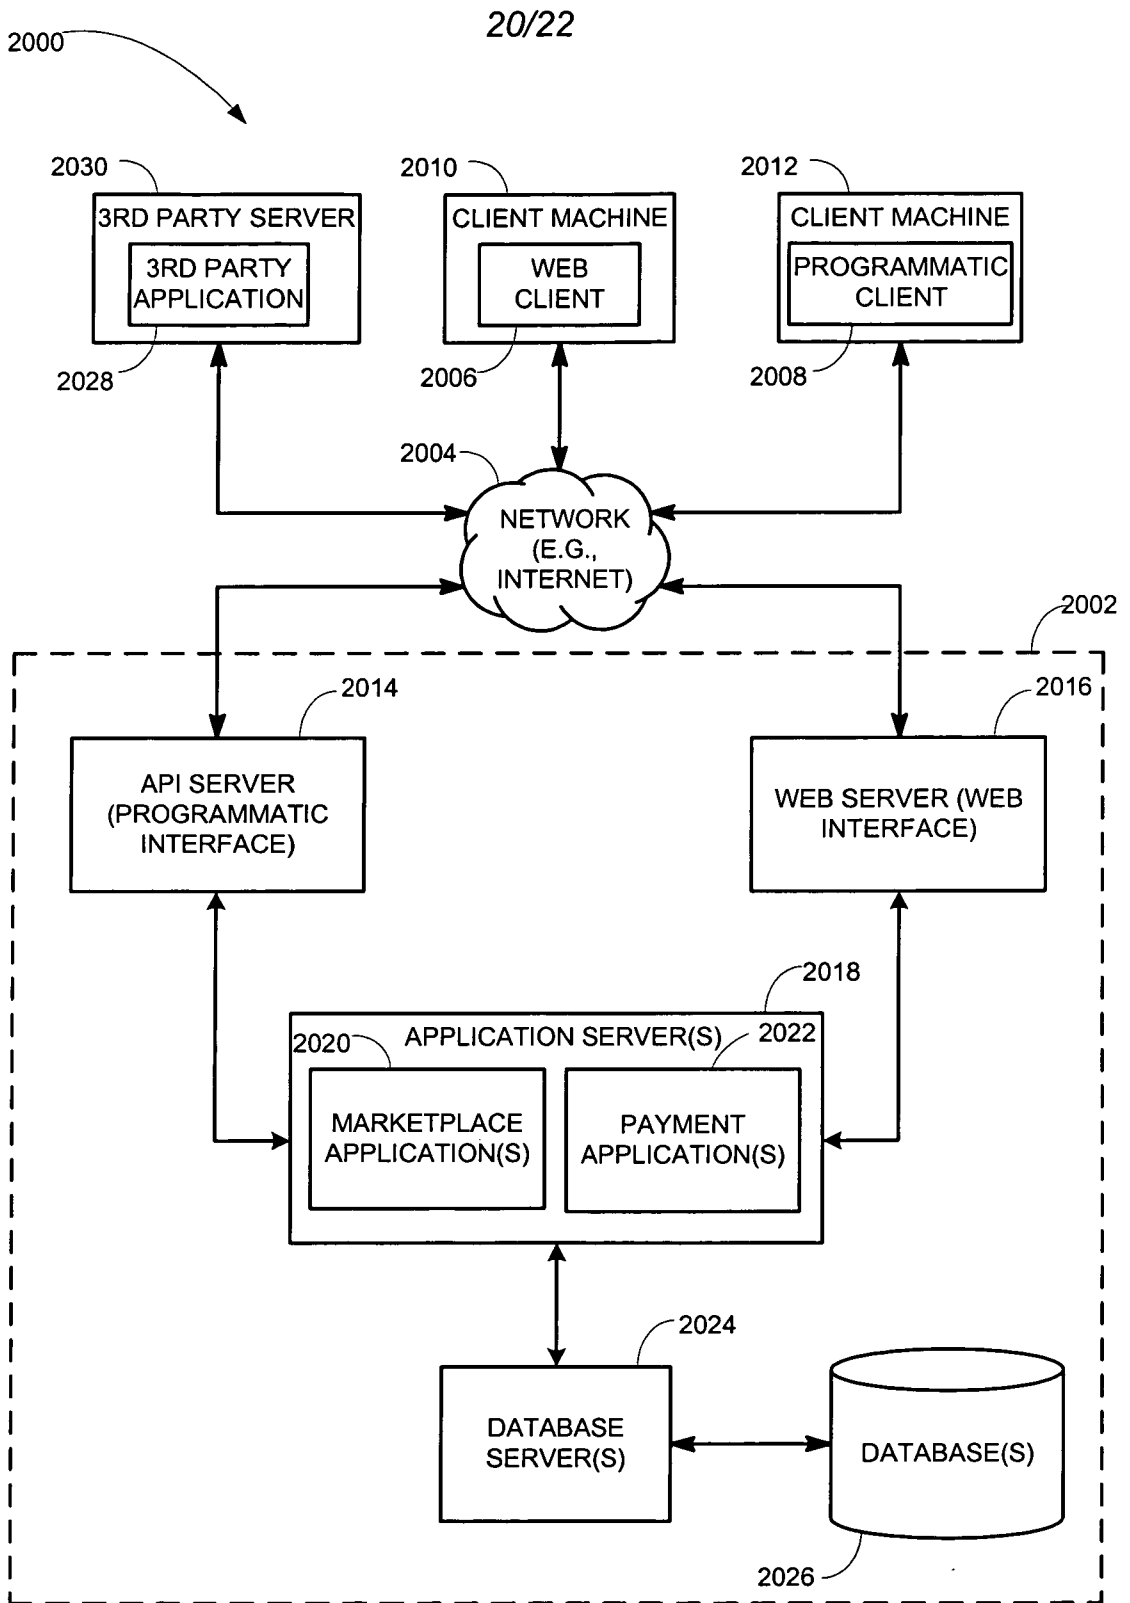 20/22
2000
2030
2010
2012
3RD PARTY SERVER
3RD PARTY
APPLICATION
CLIENT MACHINE
WEB
CLIENT
CLIENT MACHINE
PROGRAMMATIC
CLIENT
2028
2006
2008
2004
NETWORK
(E.G.,
INTERNET)
2002
2014
2016
API SERVER
(PROGRAMMATIC
INTERFACE)
WEB SERVER (WEB
INTERFACE)
2018
APPLICATION SERVER(S)
2020
2022
MARKETPLACE
APPLICATION(S)
PAYMENT
APPLICATION(S)
2024
DATABASE
SERVER(S)
DATABASE(S)
2026